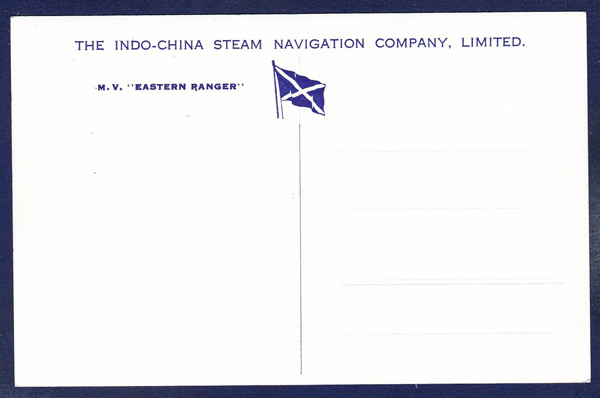 THE INDO-CHINA STEAM NAVIGATION COMPANY, LIMITED.
M.V. "EASTERN RANGER"